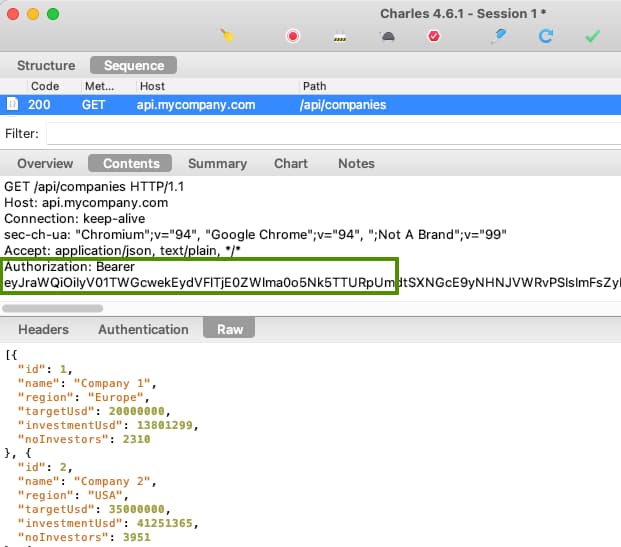 Charles 4.6.1 - Session 1 *
Structure Sequence
Code Met... Host Path
200 GET api.mycompany.com /api/companies
Filter:
Overview Contents Summary Chart Notes
GET /api/companies HTTP/1.1
Host: api.mycompany.com
Connection: keep-alive
sec-ch-ua: "Chromium";v="94", "Google Chrome";v="94", ";Not A Brand";v="99"
Accept: application/json, text/plain, */*
Authorization: Bearer
Headers Authentication Raw
[{
"id": 1,
"name": "Company 1",
"region": "Europe",
"targetUsd": 20000000,
"investmentUsd": 13801299,
"noInvestors": 2310
}, {
"id": 2,
"name": "Company 2",
"region": "USA",
"targetUsd": 35000000,
"investmentUsd": 41251365,
"noInvestors": 3951